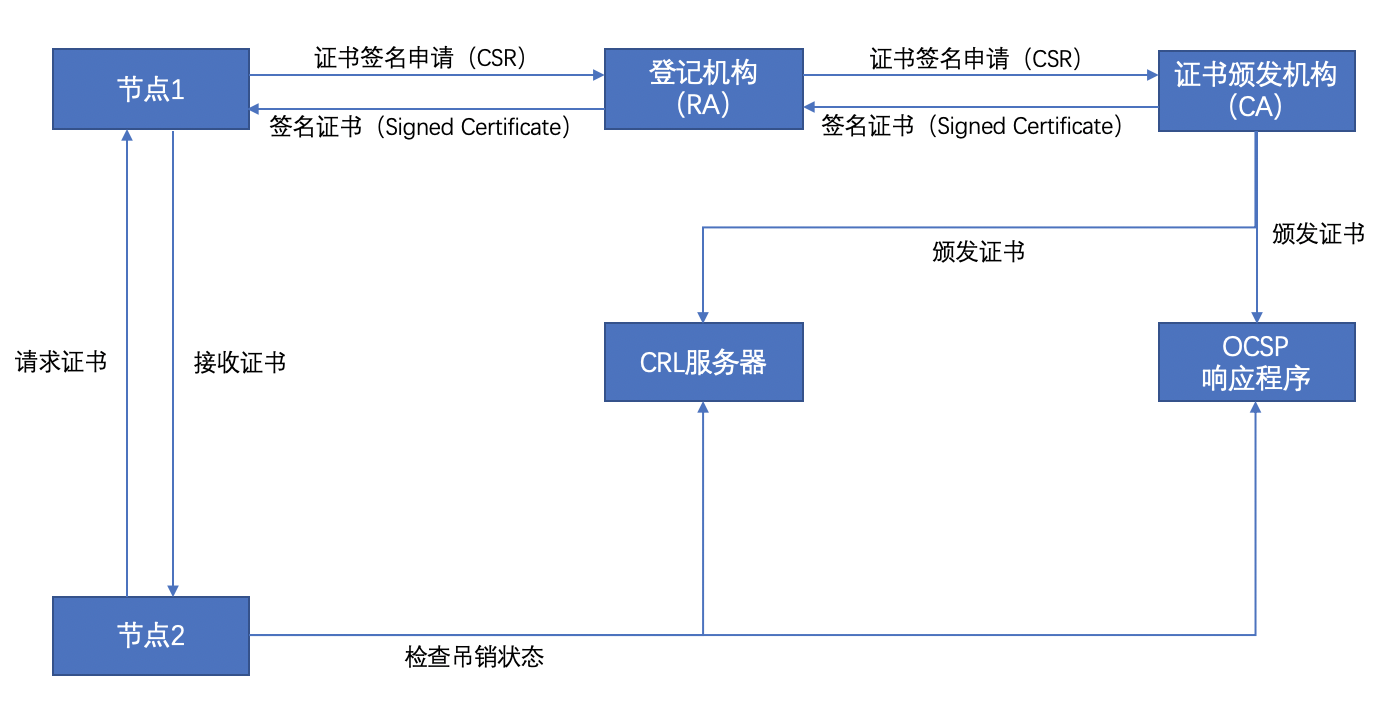 证书签名申请（CSR）
证书签名申请（CSR）
节点1
登记机构
（RA）
证书颁发机构
（CA）
签名证书（Signed Certificate）
签名证书（Signed Certificate）
颁发证书
颁发证书
请求证书
接收证书
CRL服务器
OCSP
响应程序
节点2
检查吊销状态